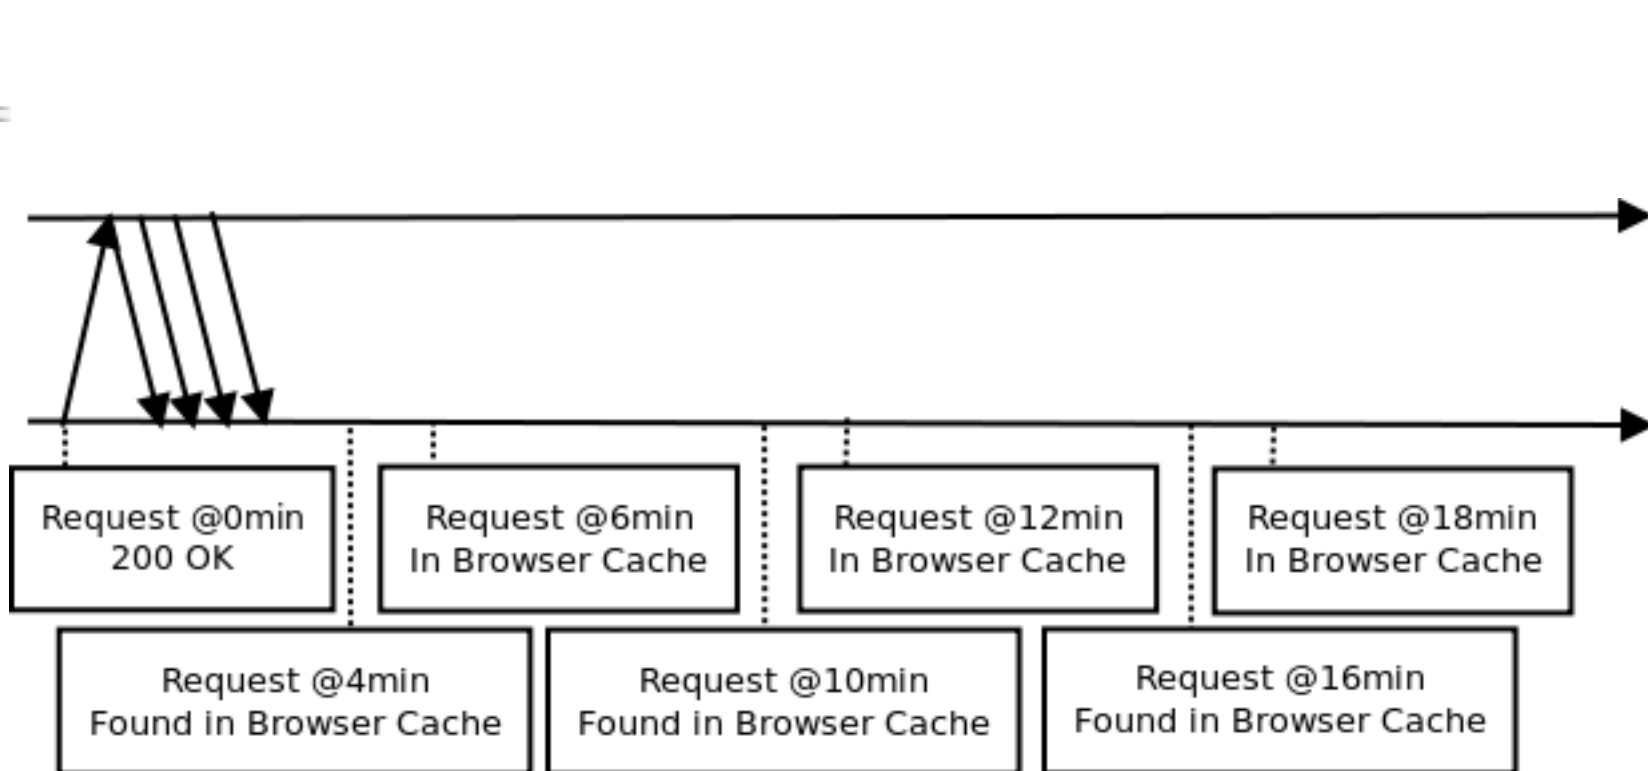 Request @0min
200 OK
Request @6min
In Browser Cache
Request @12min
In Browser Cache
Request @18min
In Browser Cache
Request @4min
Found in Browser Cache
Request @10min
Found in Browser Cache
Request @16min
Found in Browser Cache